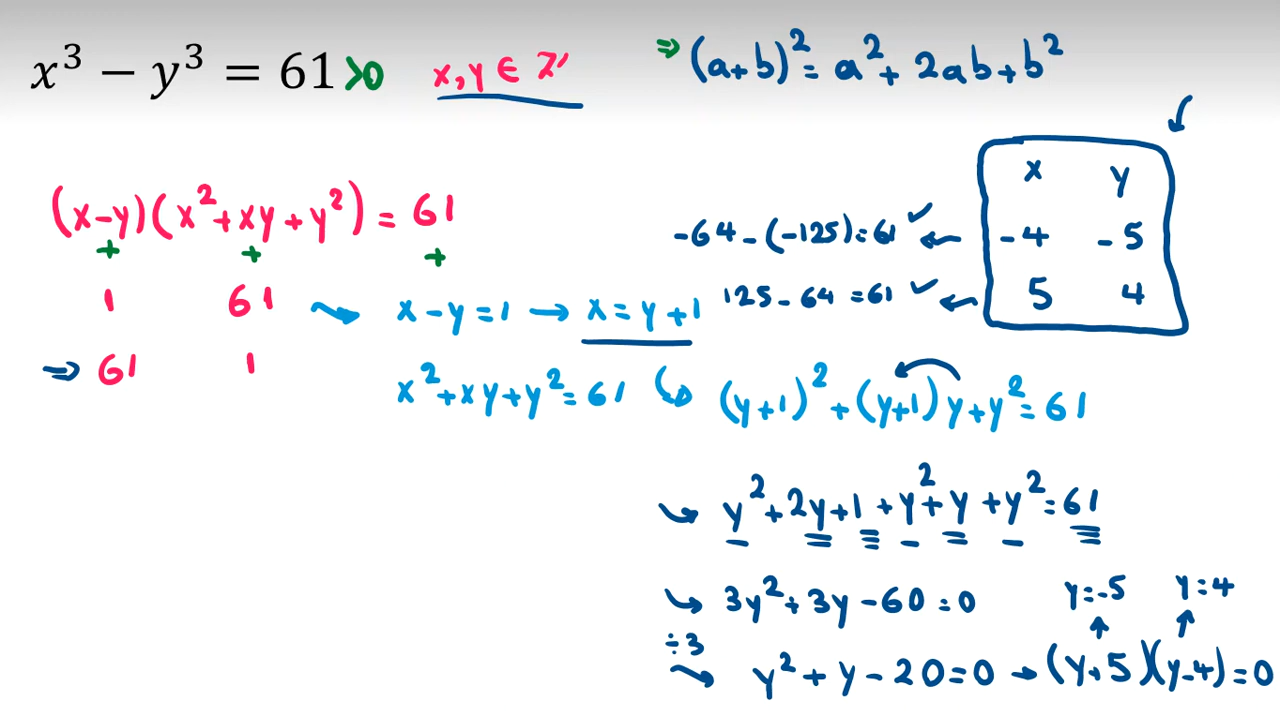 x³ − y³ = 61 >0 x, y ∈ ℤ
⇒ (a+b)² = a² + 2ab + b²
(x−y)(x² + xy + y²) = 61
+ + +
1 61
⇒ 61 1
x − y = 1 → x = y + 1
x² + xy + y² = 61
x y
−64 − (−125) = 61 ✓ ← −4 −5
125 − 64 = 61 ✓ ← 5 4
(y+1)² + (y+1)y + y² = 61
y² + 2y + 1 + y² + y + y² = 61
3y² + 3y − 60 = 0
÷3
y² + y − 20 = 0 → (y+5)(y−4) = 0
y = −5 y = 4